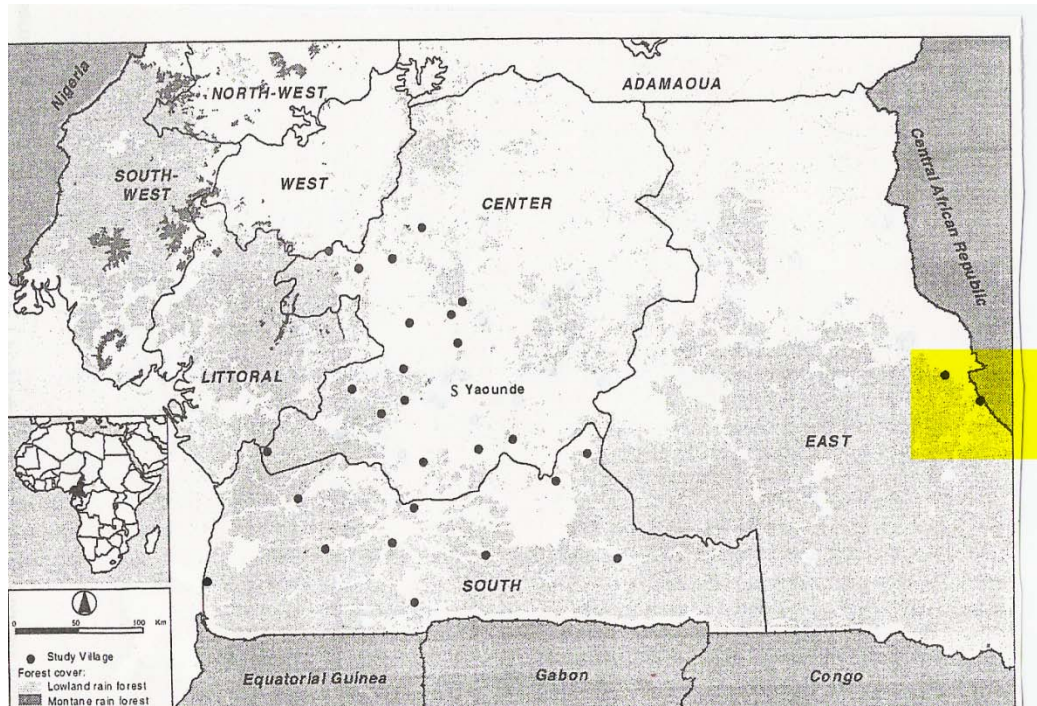 Nigeria
NORTH-WEST
ADAMAOUA
SOUTH-
WEST
WEST
CENTER
Central African Republic
LITTORAL
S Yaounde
EAST
SOUTH
0 50 100 Km
Study Village
Forest cover:
Lowland rain forest
Montane rain forest
Equatorial Guinea
Gabon
Congo